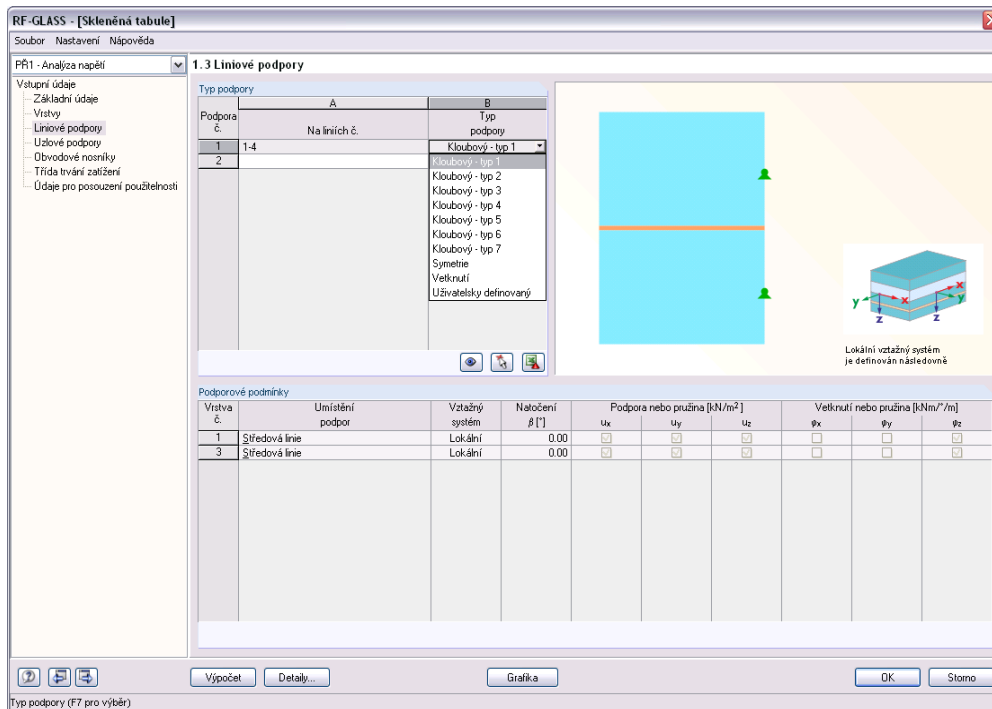 RF-GLASS - [Skleněná tabule]
Soubor Nastavení Nápověda
PŘ1 - Analýza napětí
Vstupní údaje
Základní údaje
Vrstvy
Liniové podpory
Uzlové podpory
Obvodové nosníky
Třída trvání zatížení
Údaje pro posouzení použitelnosti
1.3 Liniové podpory
Typ podpory
A B
Podpora č. Na liniích č. Typ podpory
1 1-4 Kloubový - typ 1
2
Kloubový - typ 1
Kloubový - typ 2
Kloubový - typ 3
Kloubový - typ 4
Kloubový - typ 5
Kloubový - typ 6
Kloubový - typ 7
Symetrie
Vetknutí
Uživatelsky definovaný
y x z x y z
Lokální vztažný systém
je definován následovně
Podporové podmínky
Vrstva Umístění Vztažný Natočení Podpora nebo pružina [kN/m²] Vetknutí nebo pružina [kNm/°/m]
č. podpor systém β [°] ux uy uz φx φy φz
1 Středová linie Lokální 0.00
3 Středová linie Lokální 0.00
Výpočet Detaily... Grafika OK Storno
Typ podpory (F7 pro výběr)